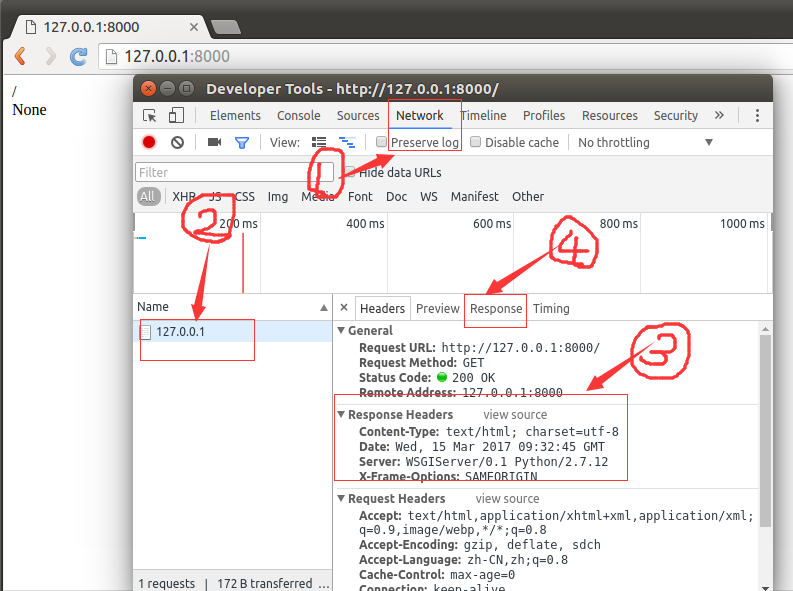 127.0.0.1:8000
127.0.0.1:8000
/
None
Developer Tools - http://127.0.0.1:8000/
Elements Console Sources Network Timeline Profiles Resources Security »
View: Preserve log Disable cache No throttling
Filter Hide data URLs
All XHR JS CSS Img Media Font Doc WS Manifest Other
1
2
200 ms 400 ms 600 ms 800 ms 1000 ms
4
Name
127.0.0.1
Headers Preview Response Timing
General
Request URL: http://127.0.0.1:8000/
Request Method: GET
Status Code: 200 OK
Remote Address: 127.0.0.1:8000
3
Response Headers view source
Content-Type: text/html; charset=utf-8
Date: Wed, 15 Mar 2017 09:32:45 GMT
Server: WSGIServer/0.1 Python/2.7.12
X-Frame-Options: SAMEORIGIN
Request Headers view source
Accept: text/html,application/xhtml+xml,application/xml;
q=0.9,image/webp,*/*;q=0.8
Accept-Encoding: gzip, deflate, sdch
Accept-Language: zh-CN,zh;q=0.8
Cache-Control: max-age=0
Connection: keep-alive
1 requests | 172 B transferred ...